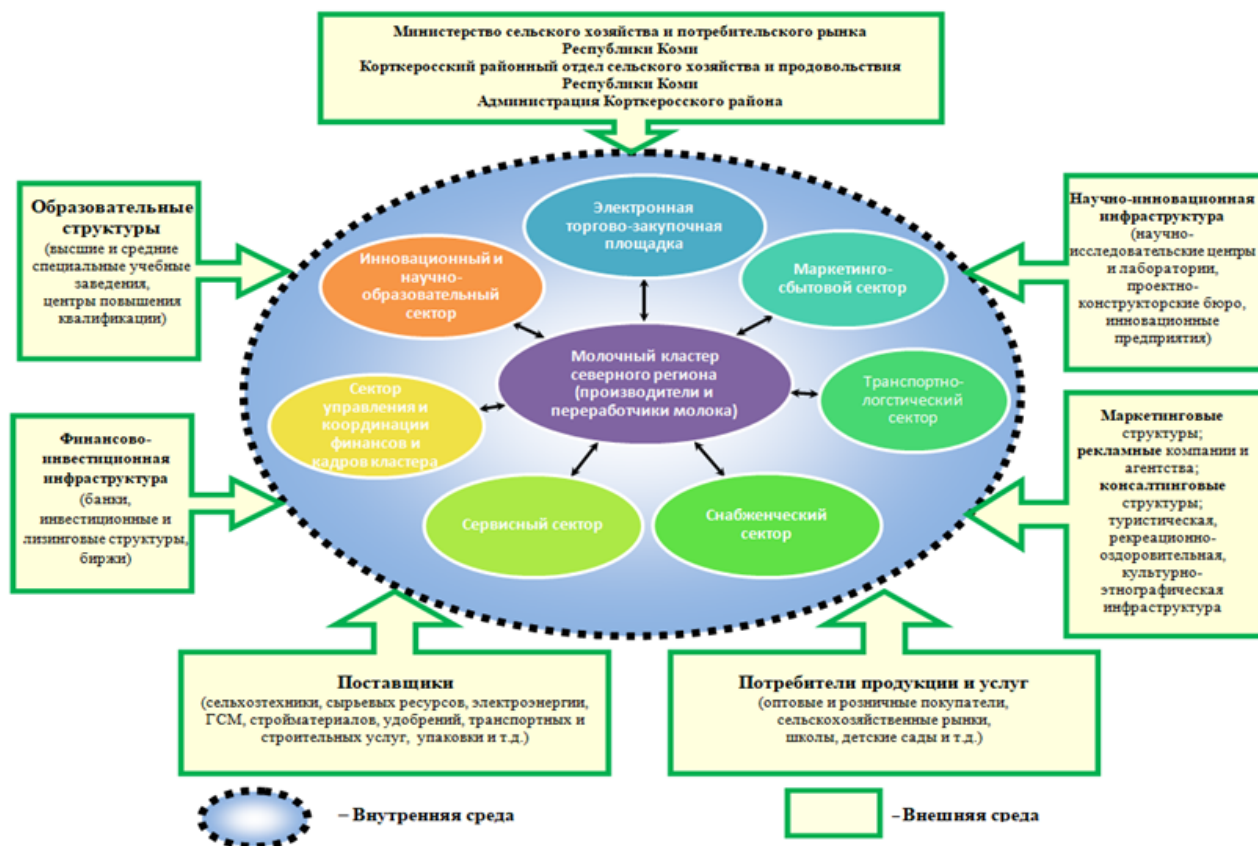 Министерство сельского хозяйства и потребительского рынка
Республики Коми
Корткеросский районный отдел сельского хозяйства и продовольствия
Республики Коми
Администрация Корткеросского района
Образовательные
структуры
(высшие и средние
специальные учебные
заведения,
центры повышения
квалификации)
Финансово-
инвестиционная
инфраструктура
(банки,
инвестиционные и
лизинговые структуры,
биржи)
Электронная
торгово-закупочная
площадка
Инновационный и
научно-
образовательный
сектор
Маркетинго-
сбытовой сектор
Молочный кластер
северного региона
(производители и
переработчики молока)
Сектор
управления и
координации
финансов и
кадров кластера
Транспортно-
логстический
сектор
Сервисный сектор
Снабженческий
сектор
Научно-инновационная
инфраструктура
(научно-
исследовательские центры
и лаборатории,
проектно-
конструкторские бюро,
инновационные
предприятия)
Маркетинговые
структуры;
рекламные компании и
агентства;
консалтинговые
структуры;
туристическая,
рекреационно-
оздоровительная,
культурно-
этнографическая
инфраструктура
Поставщики
(сельхозтехники, сырьевых ресурсов, электроэнергии,
ГСМ, стройматериалов, удобрений, транспортных и
строительных услуг, упаковки и т.д.)
Потребители продукции и услуг
(оптовые и розничные покупатели,
сельскохозяйственные рынки,
школы, детские сады и т.д.)
– Внутренняя среда
– Внешняя среда